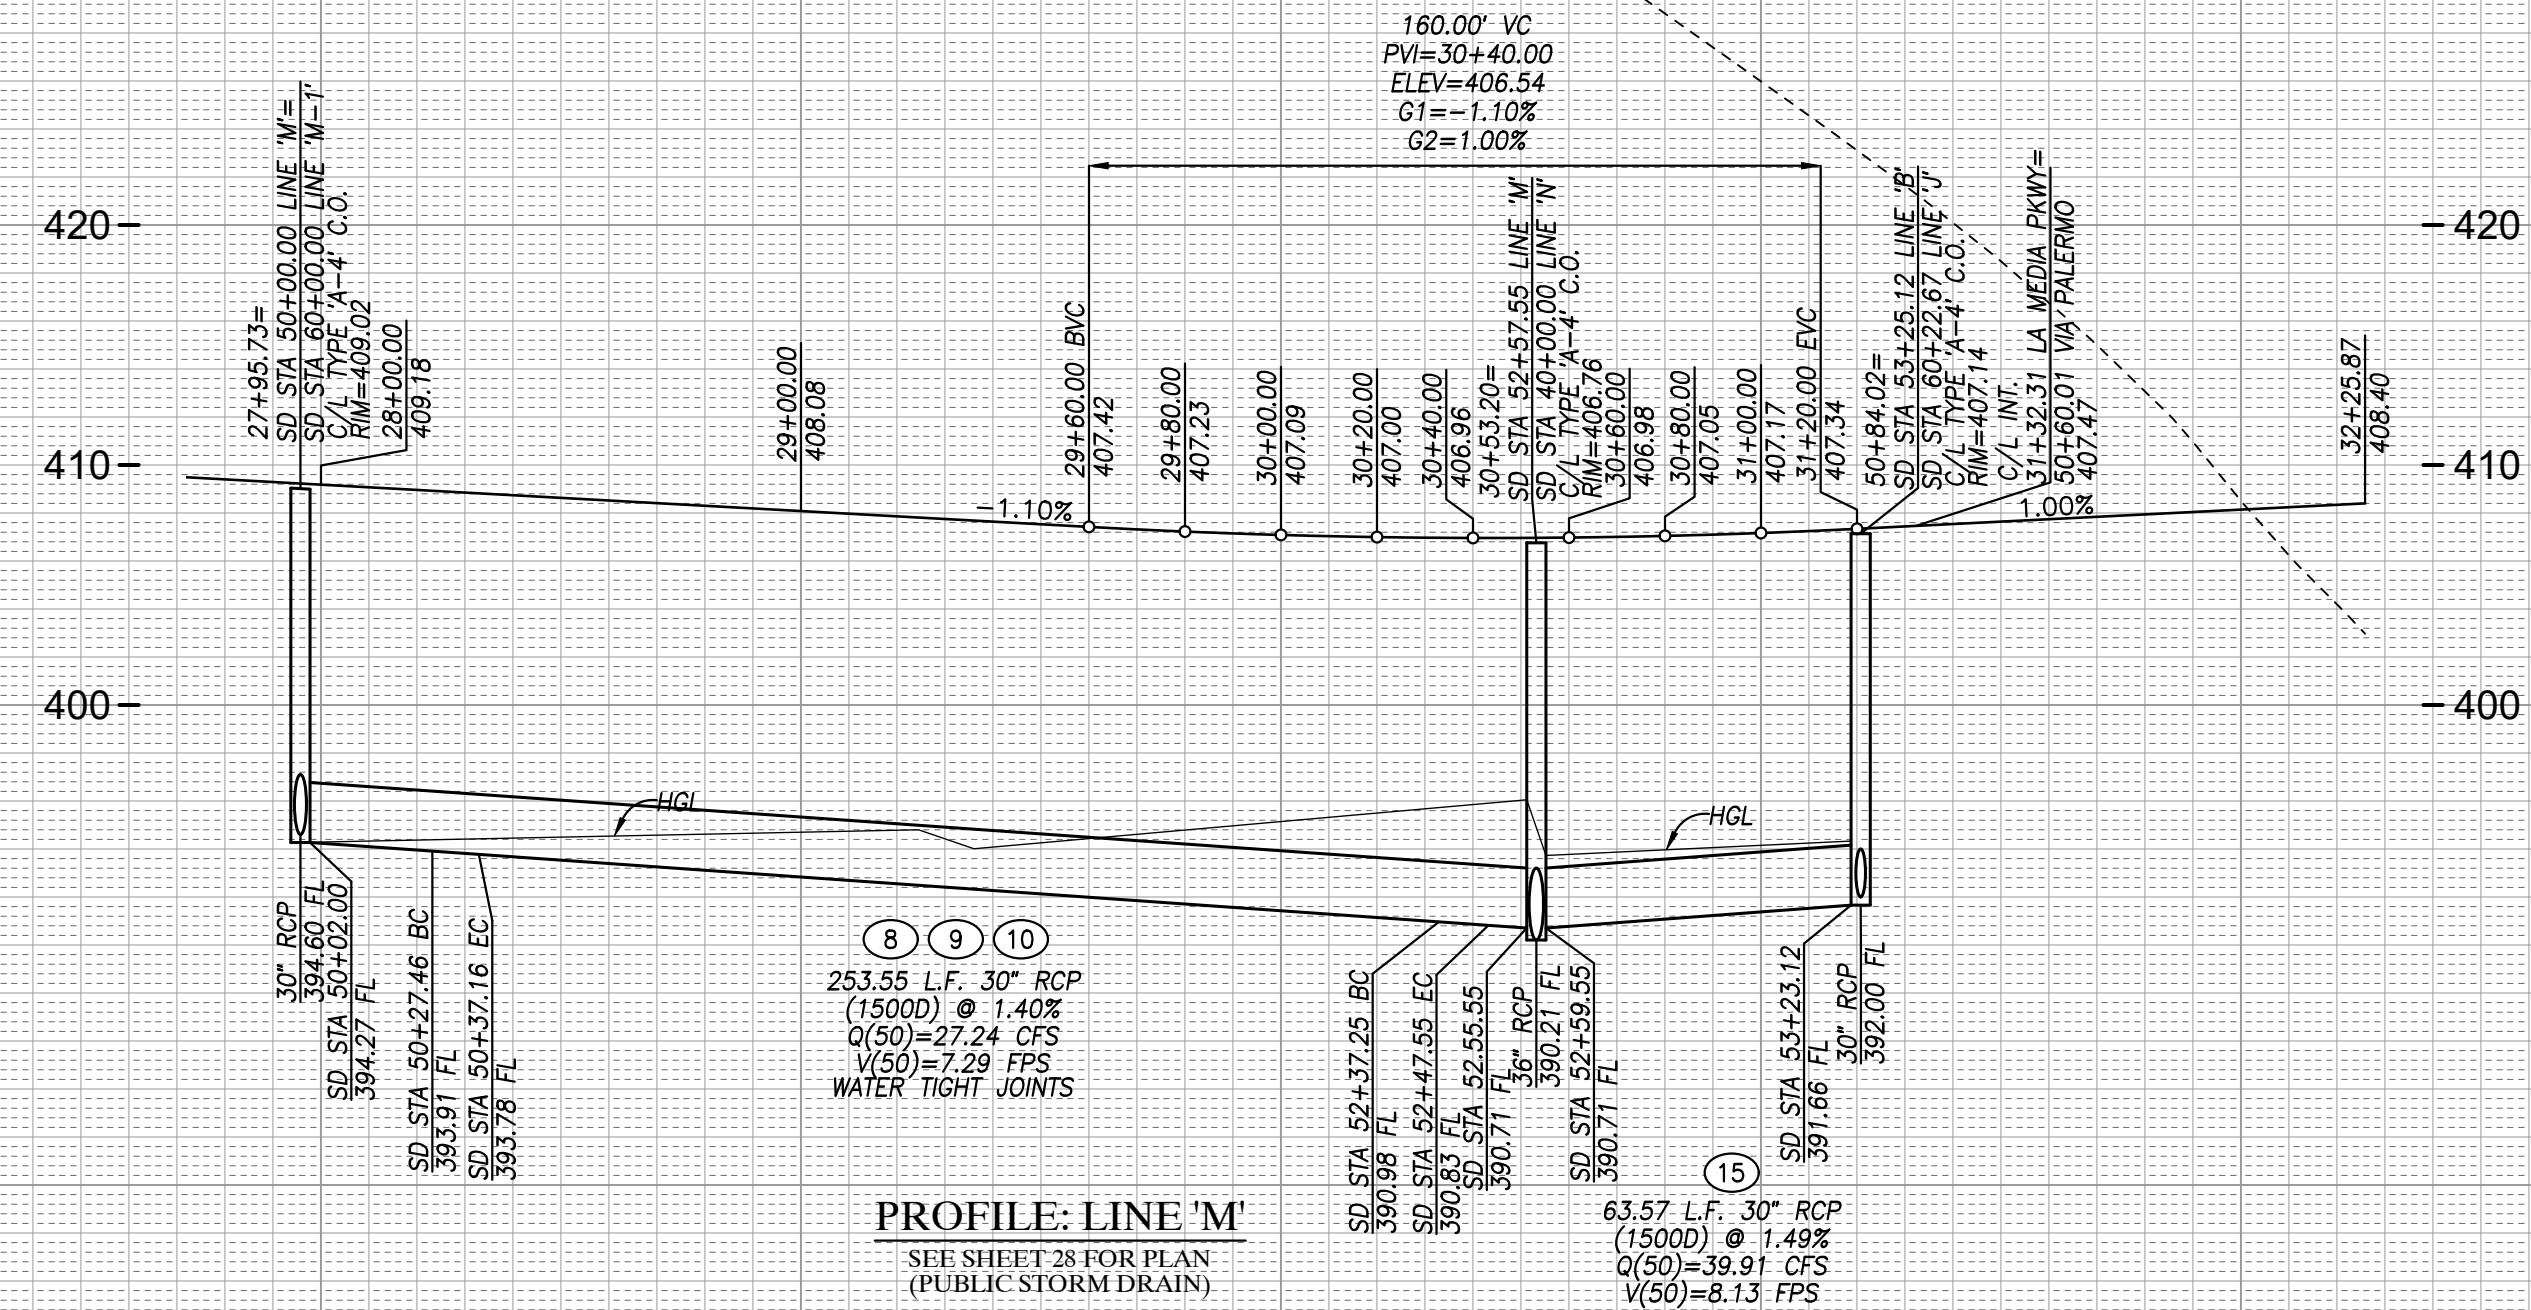 160.00' VC
PVI=30+40.00
ELEV=406.54
G1=-1.10%
G2=1.00%
420
410
400
420
410
400
27+95.73=
SD STA 50+00.00 LINE 'M'=
SD STA 60+00.00 LINE 'M-1'
C/L TYPE 'A-4' C.O.
RIM=409.02
28+00.00
409.18
29+00.00
408.08
29+60.00 BVC
407.42
29+80.00
407.23
30+00.00
407.09
30+20.00
407.00
30+40.00
406.96
30+53.20=
SD STA 52+57.55 LINE 'M'
SD STA 40+00.00 LINE 'N'
C/L TYPE 'A-4' C.O.
RIM=406.76
30+60.00
406.98
30+80.00
407.05
31+00.00
407.17
31+20.00 EVC
407.34
50+84.02=
SD STA 53+25.12 LINE 'B'
SD STA 60+22.67 LINE 'J'
C/L TYPE 'A-4' C.O.
RIM=407.14
C/L INT.
31+32.31 LA MEDIA PKWY=
50+60.01 VIA PALERMO
407.47
32+25.87
408.40
-1.10%
1.00%
HGL
HGL
30" RCP
394.60 FL
SD STA 50+02.00
394.27 FL
SD STA 50+27.46 BC
393.91 FL
SD STA 50+37.16 EC
393.78 FL
8 9 10
253.55 L.F. 30" RCP
(1500D) @ 1.40%
Q(50)=27.24 CFS
V(50)=7.29 FPS
WATER TIGHT JOINTS
SD STA 52+37.25 BC
390.98 FL
SD STA 52+47.55 EC
390.83 FL
SD STA 52.55.55
390.71 FL
36" RCP
390.21 FL
SD STA 52+59.55
390.71 FL
SD STA 53+23.12
391.66 FL
30" RCP
392.00 FL
15
63.57 L.F. 30" RCP
(1500D) @ 1.49%
Q(50)=39.91 CFS
V(50)=8.13 FPS
PROFILE: LINE 'M'
SEE SHEET 28 FOR PLAN
(PUBLIC STORM DRAIN)